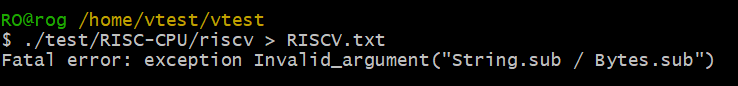 RO@rog /home/vtest/vtest
$ ./test/RISC-CPU/riscv > RISCV.txt
Fatal error: exception Invalid_argument("String.sub / Bytes.sub")